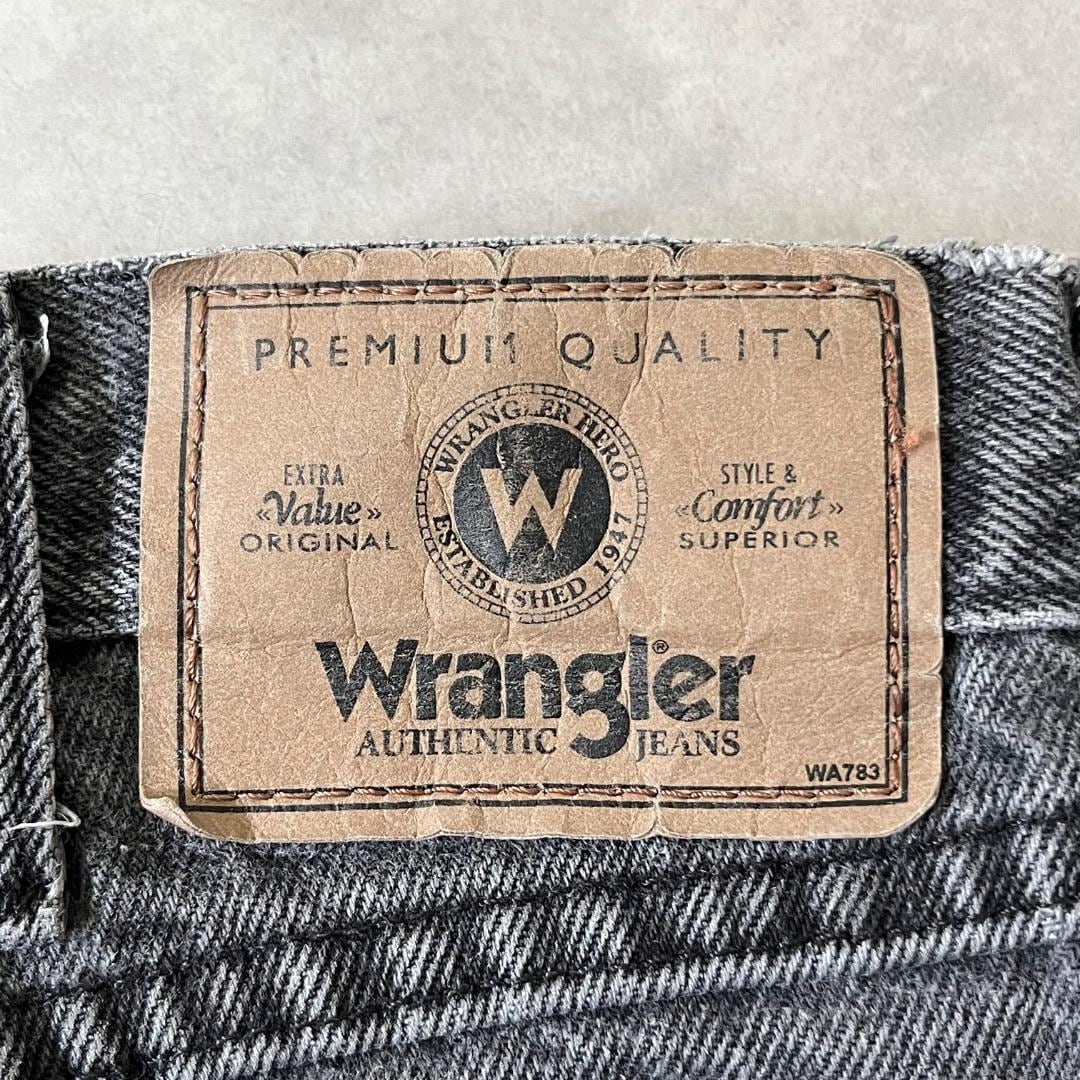 PREMIUM QUALITY
WRANGLER HERO
W
ESTABLISHED 1947
EXTRA
«Value»
ORIGINAL
STYLE &
«Comfort»
SUPERIOR
Wrangler®
AUTHENTIC JEANS
WA783